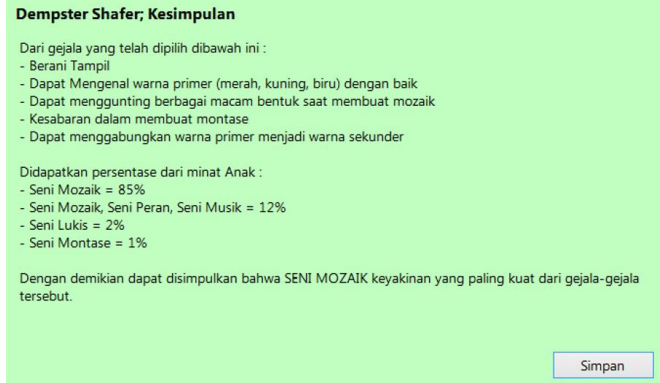 Dempster Shafer; Kesimpulan
Dari gejala yang telah dipilih dibawah ini :
- Berani Tampil
- Dapat Mengenal warna primer (merah, kuning, biru) dengan baik
- Dapat menggunting berbagai macam bentuk saat membuat mozaik
- Kesabaran dalam membuat montase
- Dapat menggabungkan warna primer menjadi warna sekunder
Didapatkan persentase dari minat Anak :
- Seni Mozaik = 85%
- Seni Mozaik, Seni Peran, Seni Musik = 12%
- Seni Lukis = 2%
- Seni Montase = 1%
Dengan demikian dapat disimpulkan bahwa SENI MOZAIK keyakinan yang paling kuat dari gejala-gejala
tersebut.
Simpan